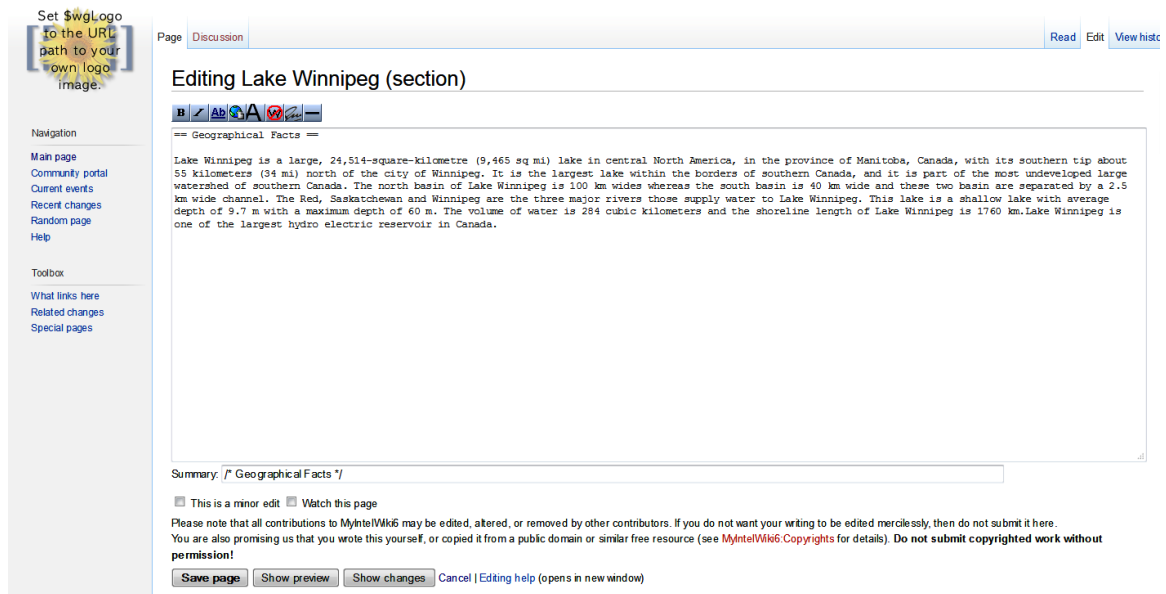 Set $wgLogo
to the URL
path to your
own logo
image.
Page Discussion
Read Edit View histo
Editing Lake Winnipeg (section)
B I Ab A W
== Geographical Facts ==
Lake Winnipeg is a large, 24,514-square-kilometre (9,465 sq mi) lake in central North America, in the province of Manitoba, Canada, with its southern tip about
55 kilometers (34 mi) north of the city of Winnipeg. It is the largest lake within the borders of southern Canada, and it is part of the most undeveloped large
watershed of southern Canada. The north basin of Lake Winnipeg is 100 km wides whereas the south basin is 40 km wide and these two basin are separated by a 2.5
km wide channel. The Red, Saskatchewan and Winnipeg are the three major rivers those supply water to Lake Winnipeg. This lake is a shallow lake with average
depth of 9.7 m with a maximum depth of 60 m. The volume of water is 284 cubic kilometers and the shoreline length of Lake Winnipeg is 1760 km.Lake Winnipeg is
one of the largest hydro electric reservoir in Canada.
Navigation
Main page
Community portal
Current events
Recent changes
Random page
Help
Toolbox
What links here
Related changes
Special pages
Summary: /* Geographical Facts */
This is a minor edit Watch this page
Please note that all contributions to MyIntelWiki6 may be edited, altered, or removed by other contributors. If you do not want your writing to be edited mercilessly, then do not submit it here.
You are also promising us that you wrote this yourself, or copied it from a public domain or similar free resource (see MyIntelWiki6:Copyrights for details). Do not submit copyrighted work without
permission!
Save page Show preview Show changes Cancel | Editing help (opens in new window)